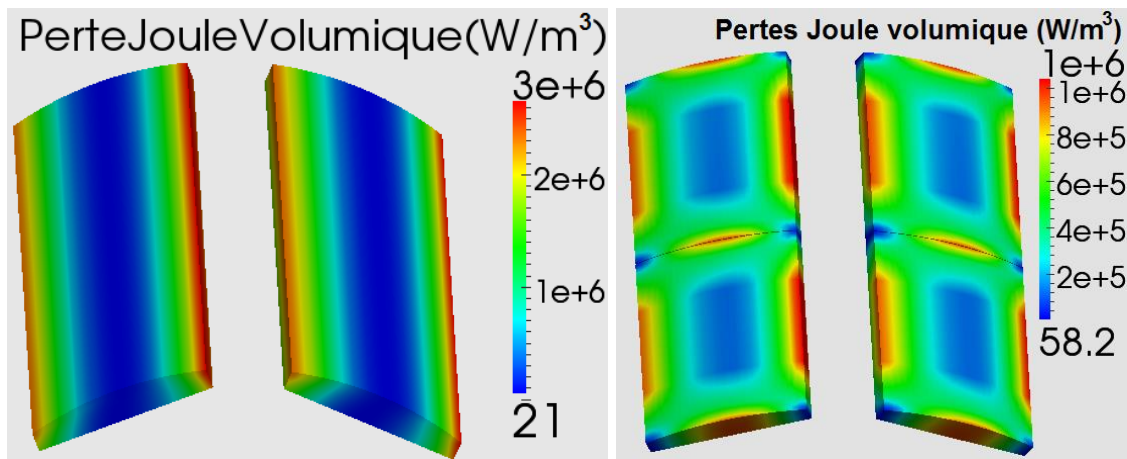 PerteJouleVolumique(W/m³)
3e+6
2e+6
1e+6
21
Pertes Joule volumique (W/m³)
1e+6
1e+6
8e+5
6e+5
4e+5
2e+5
58.2